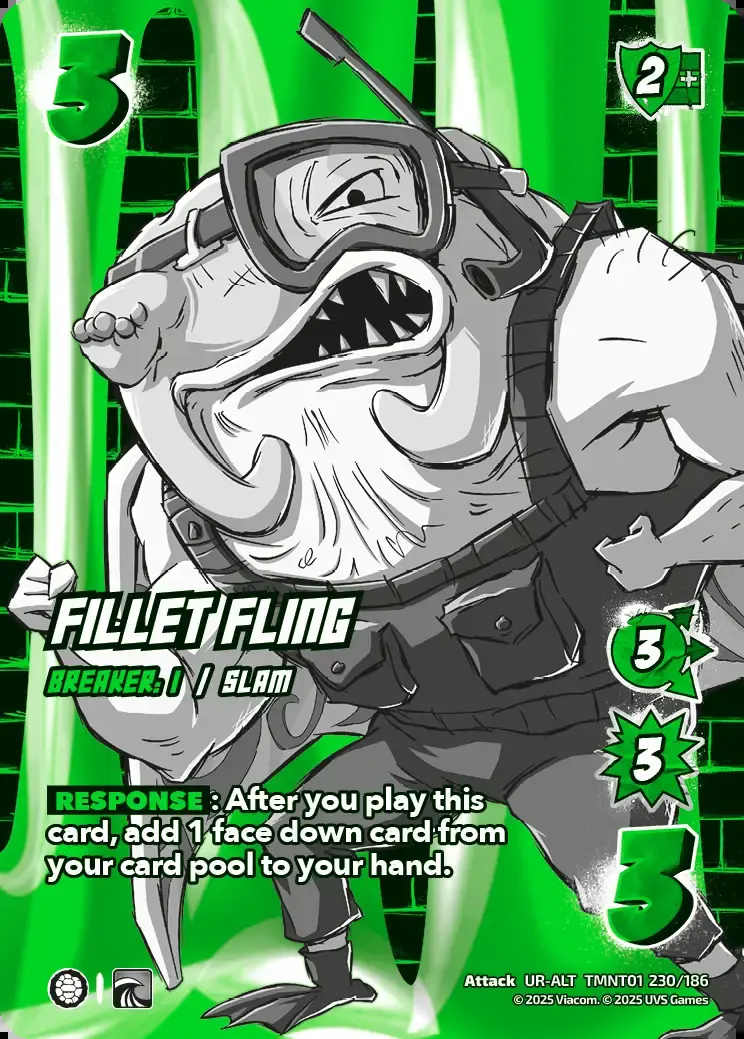 3
2 +
FILLET FLING
BREAKER: 1 / SLAM
3
3
RESPONSE : After you play this
card, add 1 face down card from
your card pool to your hand.
3
Attack UR-ALT TMNT01 230/186
© 2025 Viacom. © 2025 UVS Games